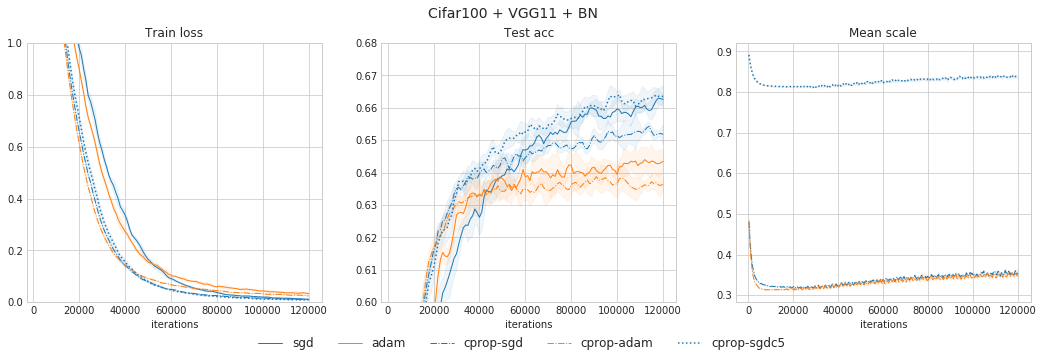 Cifar100 + VGG11 + BN
Train loss
1.0
0.8
0.6
0.4
0.2
0.0
0 20000 40000 60000 80000 100000 120000
iterations
Test acc
0.68
0.67
0.66
0.65
0.64
0.63
0.62
0.61
0.60
0 20000 40000 60000 80000 100000 120000
iterations
Mean scale
0.9
0.8
0.7
0.6
0.5
0.4
0.3
0 20000 40000 60000 80000 100000 120000
iterations
sgd adam cprop-sgd cprop-adam cprop-sgdc5